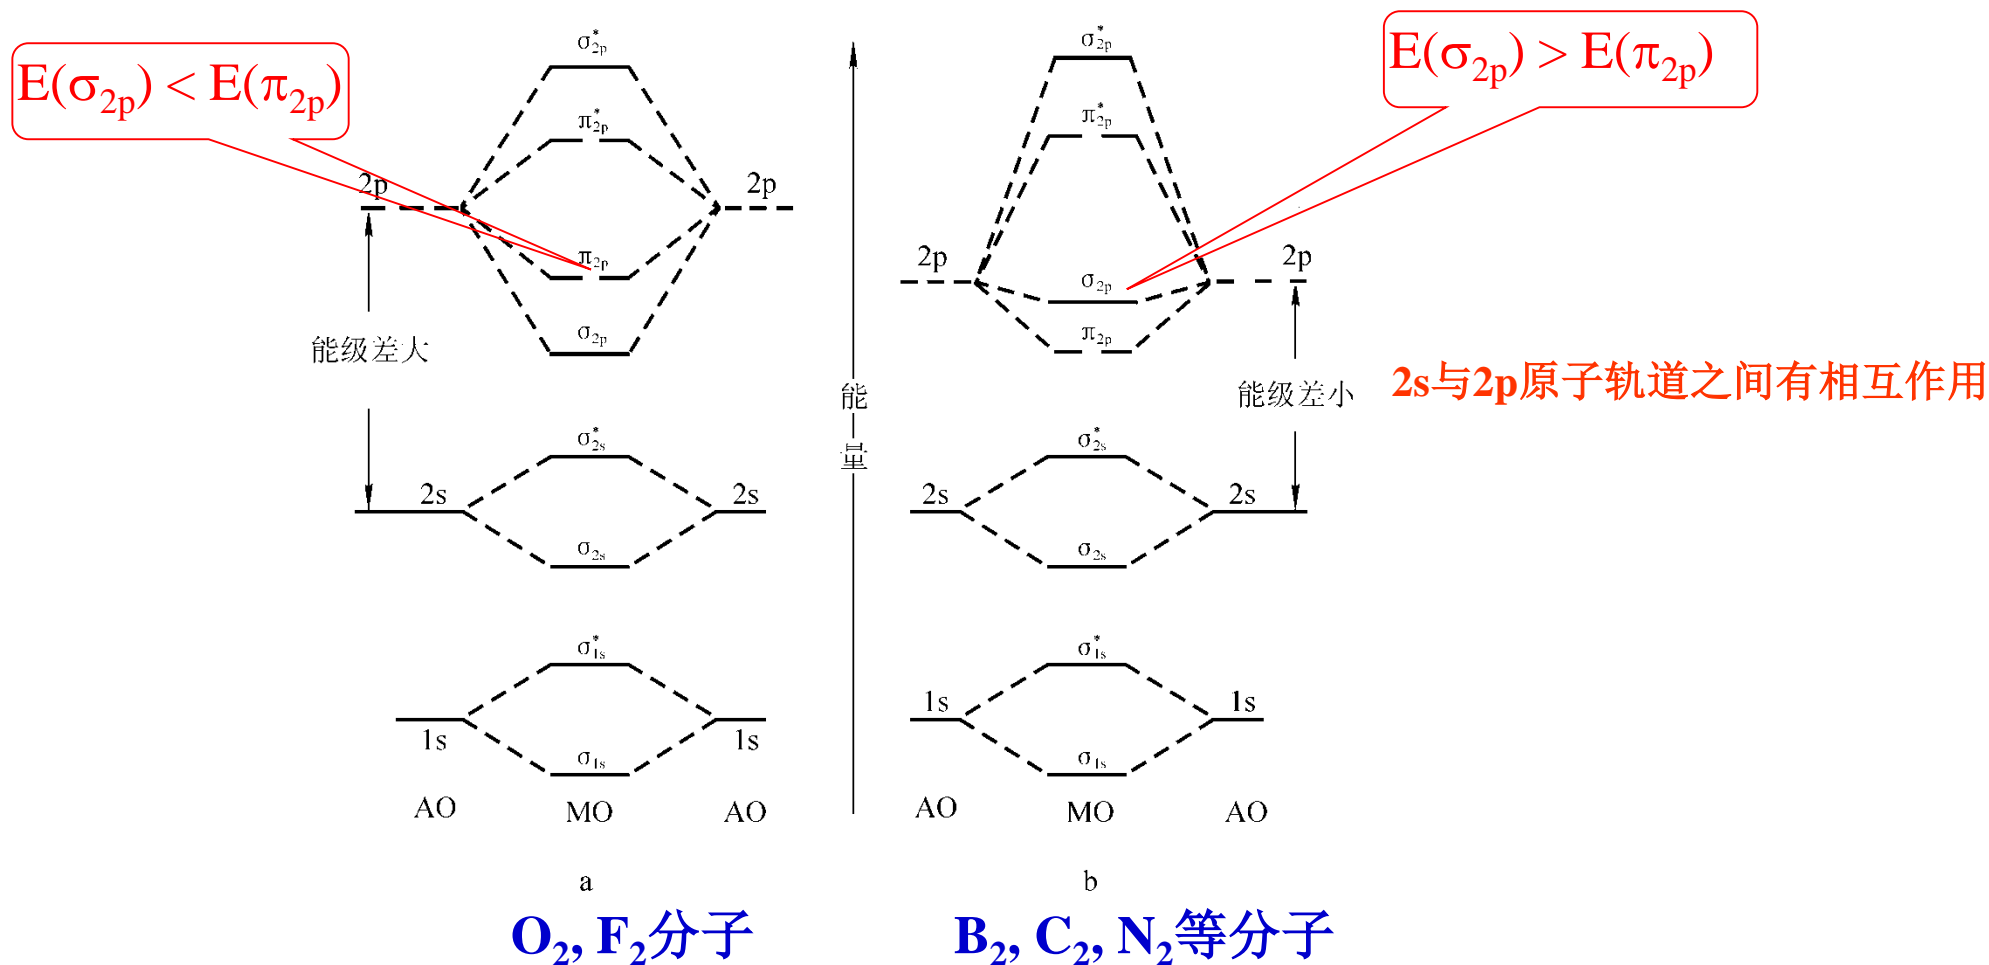 E(σ2p) < E(π2p)
σ*2p
π*2p
2p
2p
π2p
σ2p
能级差大
σ*2s
2s
2s
σ2s
σ*1s
1s
1s
σ1s
AO
MO
AO
a
O2, F2分子
能
量
E(σ2p) > E(π2p)
σ*2p
π*2p
2p
2p
σ2p
π2p
能级差小
2s与2p原子轨道之间有相互作用
σ*2s
2s
2s
σ2s
σ*1s
1s
1s
σ1s
AO
MO
AO
b
B2, C2, N2等分子